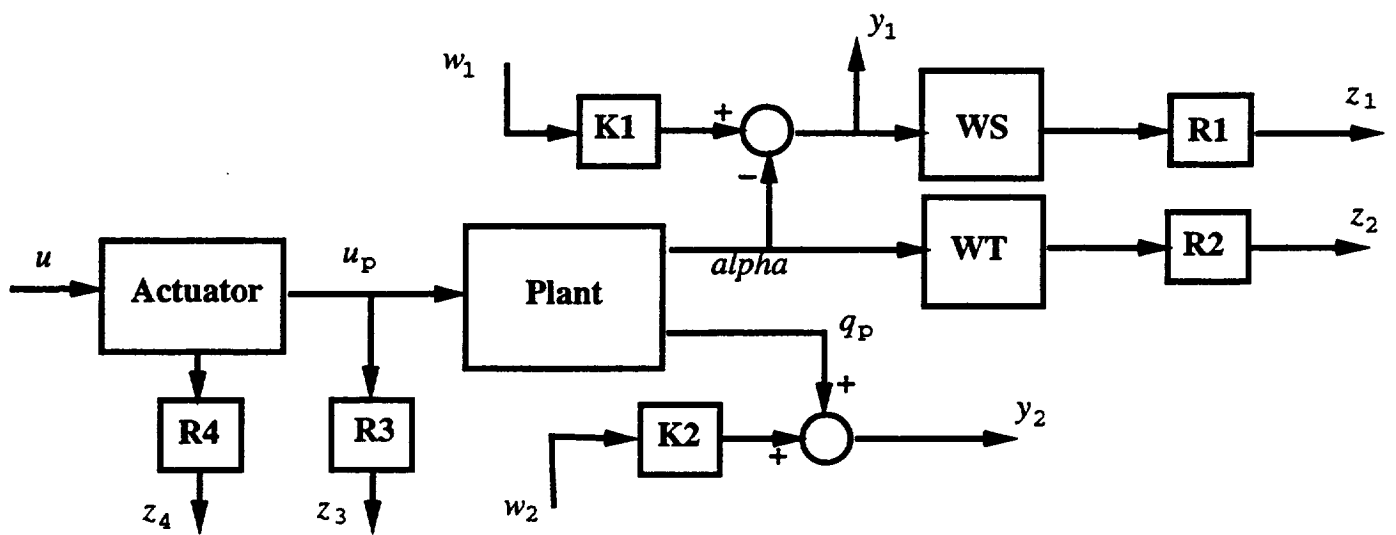 y1
w1
z1
+
K1
WS
R1
-
z2
u
up
alpha
WT
R2
Actuator
Plant
qp
+
R4
R3
K2
y2
+
z4
z3
w2